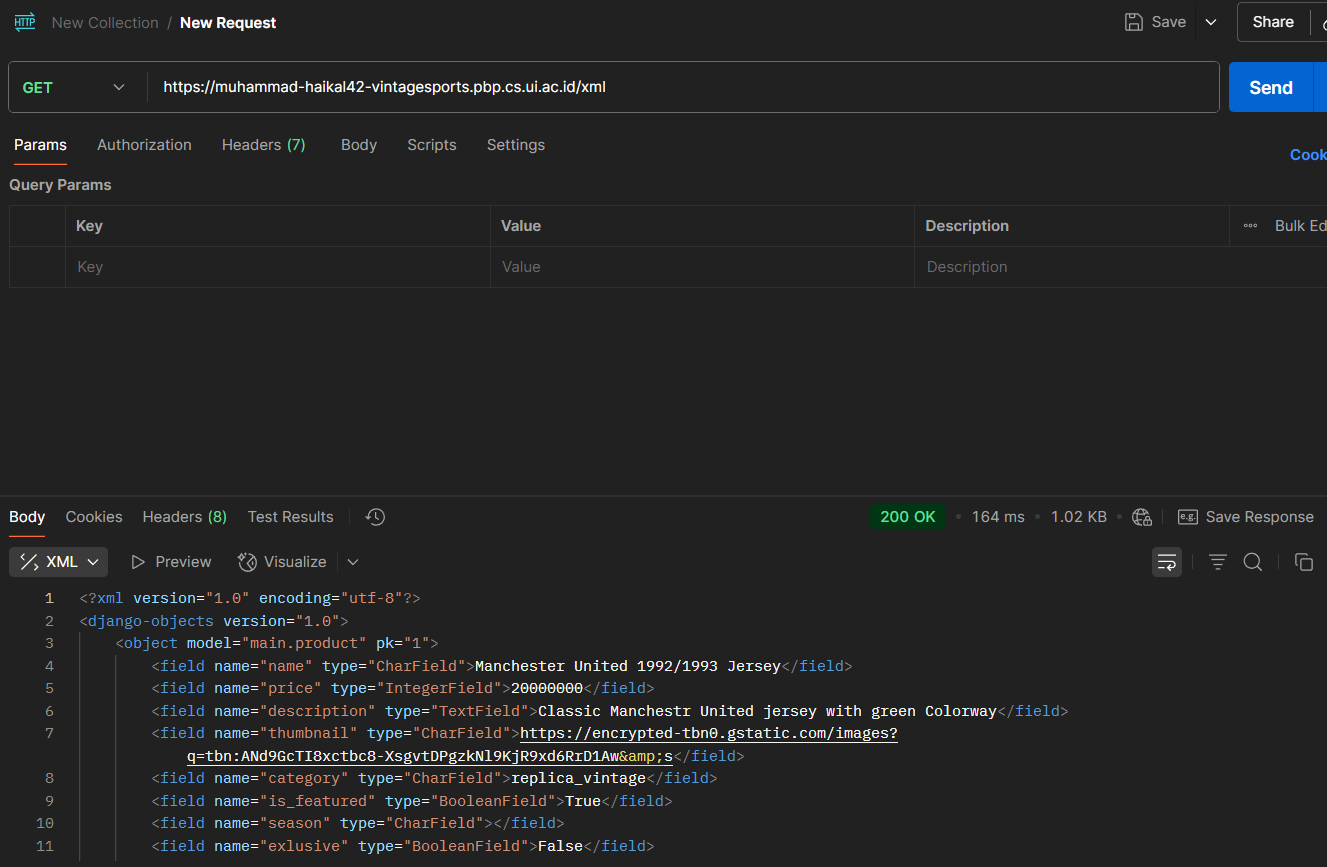 HTTP New Collection / New Request Save Share
GET https://muhammad-haikal42-vintagesports.pbp.cs.ui.ac.id/xml Send
Params Authorization Headers (7) Body Scripts Settings
Cook
Query Params
Key Value Description Bulk Ed
Key Value Description
Body Cookies Headers (8) Test Results 200 OK 164 ms 1.02 KB e.g. Save Response
XML Preview Visualize
1 <?xml version="1.0" encoding="utf-8"?>
2 <django-objects version="1.0">
3 <object model="main.product" pk="1">
4 <field name="name" type="CharField">Manchester United 1992/1993 Jersey</field>
5 <field name="price" type="IntegerField">20000000</field>
6 <field name="description" type="TextField">Classic Manchestr United jersey with green Colorway</field>
7 <field name="thumbnail" type="CharField">https://encrypted-tbn0.gstatic.com/images?
q=tbn:ANd9GcTI8xctbc8-XsgvtDPgzkNl9KjR9xd6RrD1Aw&amp;s</field>
8 <field name="category" type="CharField">replica_vintage</field>
9 <field name="is_featured" type="BooleanField">True</field>
10 <field name="season" type="CharField"></field>
11 <field name="exlusive" type="BooleanField">False</field>